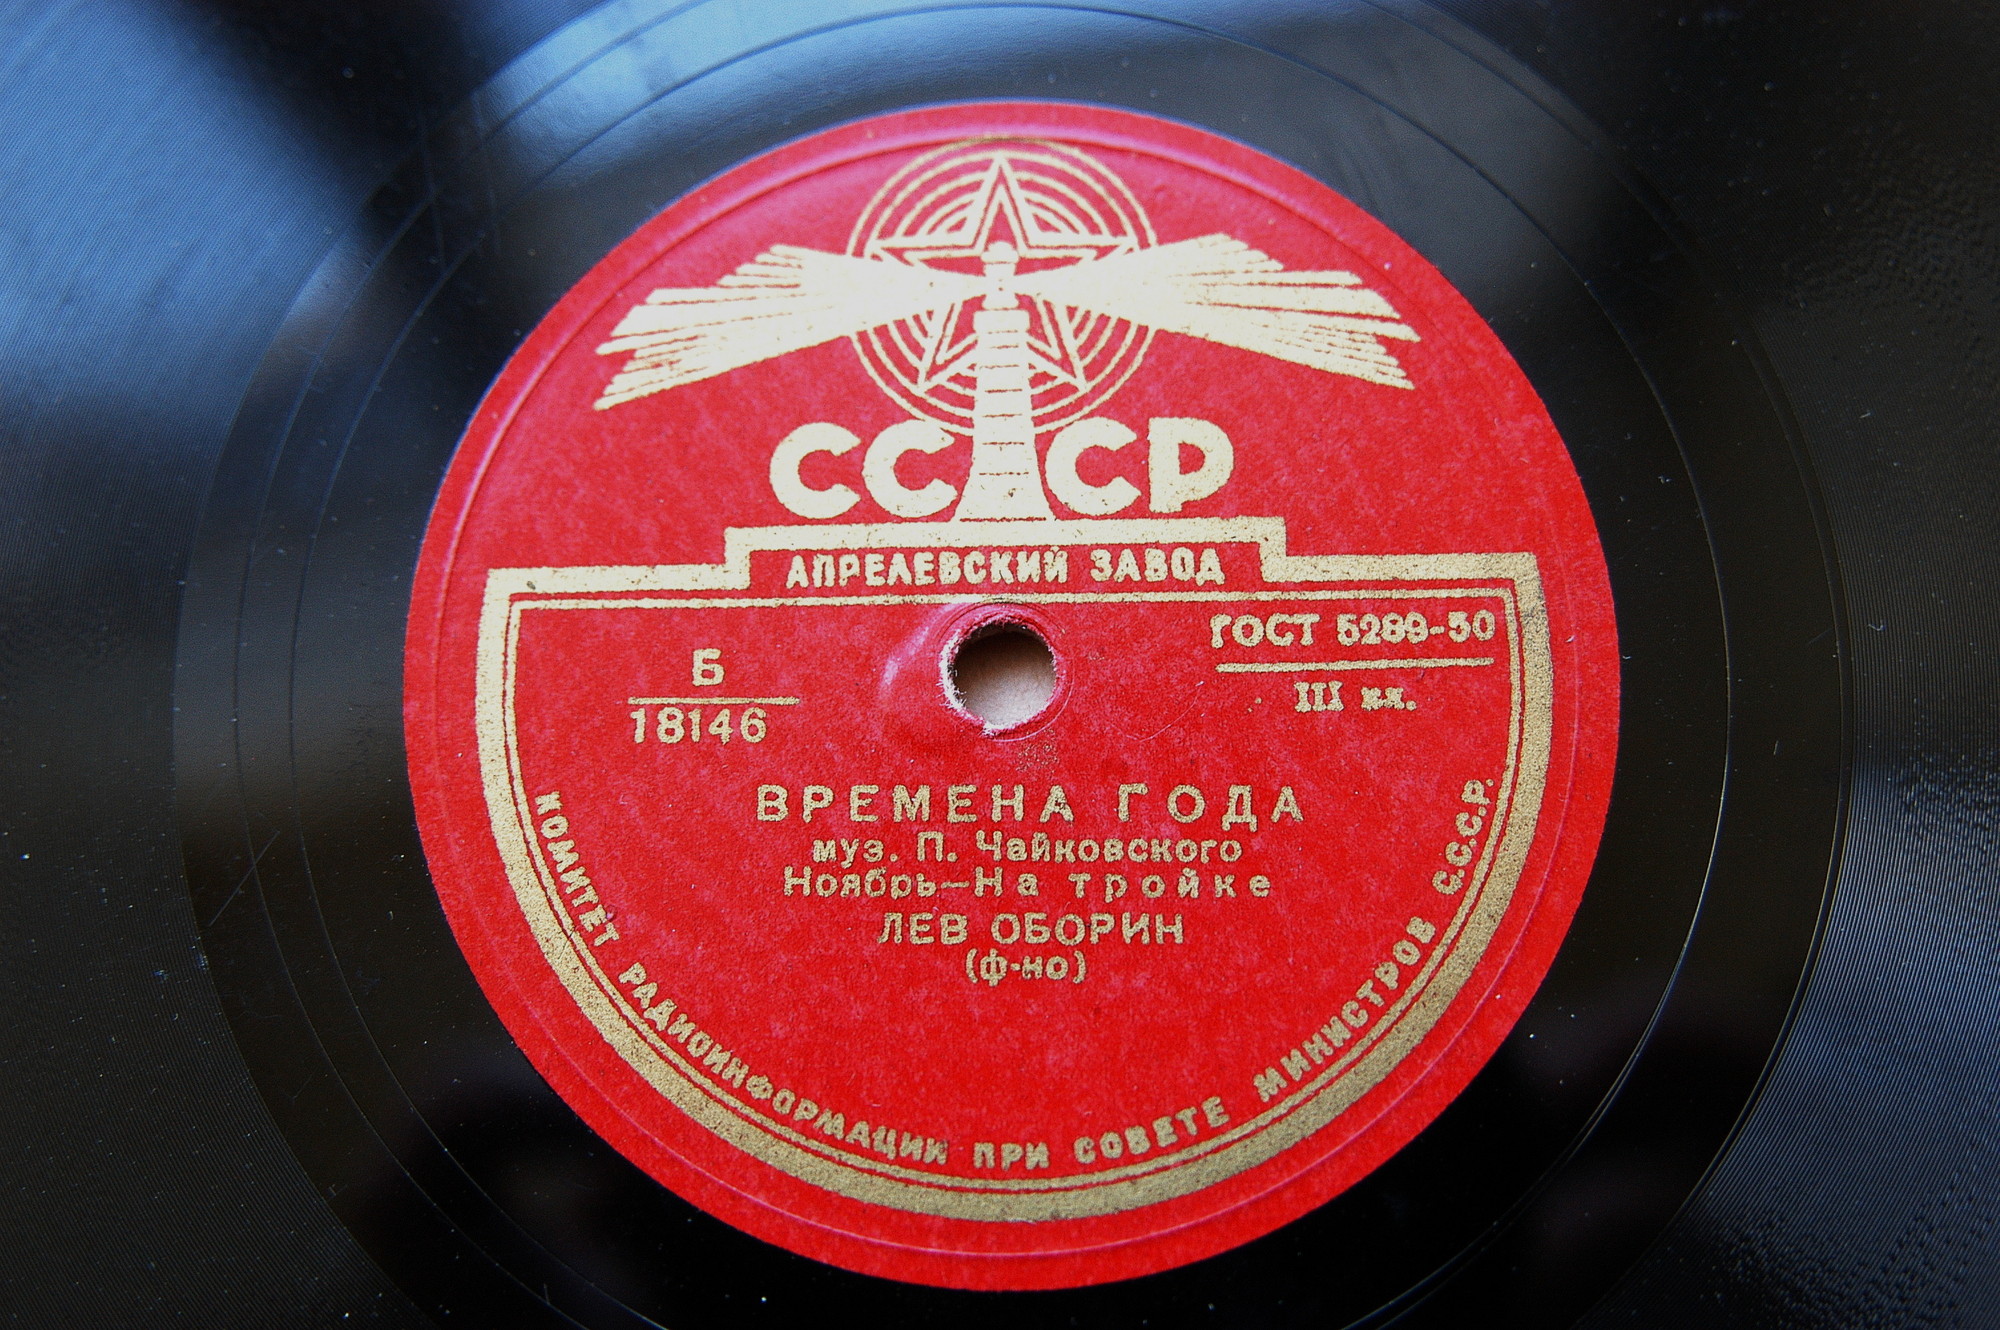 СССР
АПРЕЛЕВСКИЙ ЗАВОД
ГОСТ 5289-50
III кл.
Б
18146
ВРЕМЕНА ГОДА
муз. П. Чайковского
Ноябрь—На тройке
ЛЕВ ОБОРИН
(ф-но)
КОМИТЕТ РАДИОИНФОРМАЦИИ ПРИ СОВЕТЕ МИНИСТРОВ С.С.С.Р.